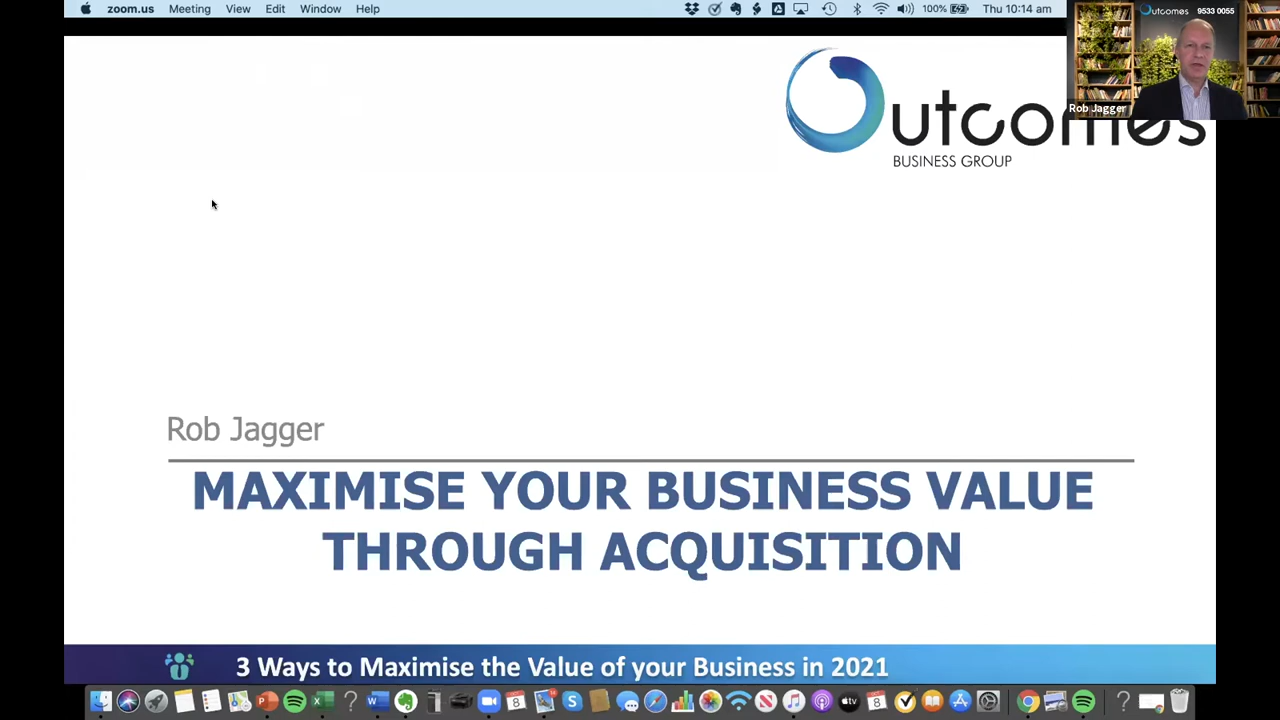 zoom.us Meeting View Edit Window Help 100% Thu 10:14 am
Outcomes 9533 0055
Rob Jagger
Outcomes
BUSINESS GROUP
Rob Jagger
MAXIMISE YOUR BUSINESS VALUE
THROUGH ACQUISITION
3 Ways to Maximise the Value of your Business in 2021